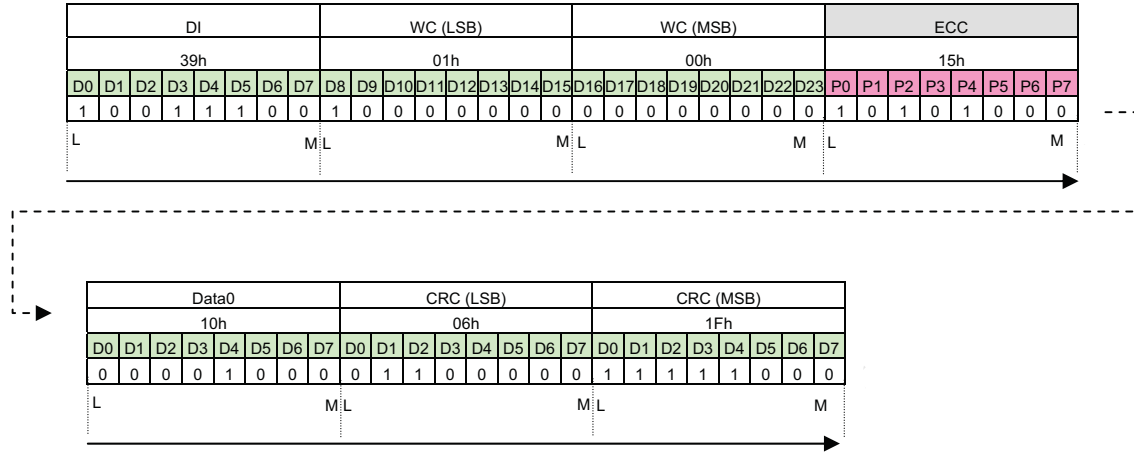 DI WC (LSB) WC (MSB) ECC
39h 01h 00h 15h
D0 D1 D2 D3 D4 D5 D6 D7 D8 D9 D10 D11 D12 D13 D14 D15 D16 D17 D18 D19 D20 D21 D22 D23 P0 P1 P2 P3 P4 P5 P6 P7
1 0 0 1 1 1 0 0 1 0 0 0 0 0 0 0 0 0 0 0 0 0 0 0 1 0 1 0 1 0 0 0
L M L M L M L M
Data0 CRC (LSB) CRC (MSB)
10h 06h 1Fh
D0 D1 D2 D3 D4 D5 D6 D7 D0 D1 D2 D3 D4 D5 D6 D7 D0 D1 D2 D3 D4 D5 D6 D7
0 0 0 0 1 0 0 0 0 1 1 0 0 0 0 0 1 1 1 1 1 0 0 0
L M L M L M